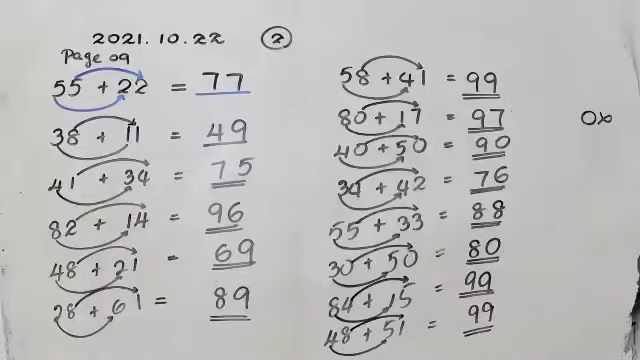 2021.10.22 2
Page 09
55 + 22 = 77
38 + 11 = 49
41 + 34 = 75
82 + 14 = 96
48 + 21 = 69
28 + 61 = 89
58 + 41 = 99
80 + 17 = 97
40 + 50 = 90
34 + 42 = 76
55 + 33 = 88
30 + 50 = 80
84 + 15 = 99
48 + 51 = 99